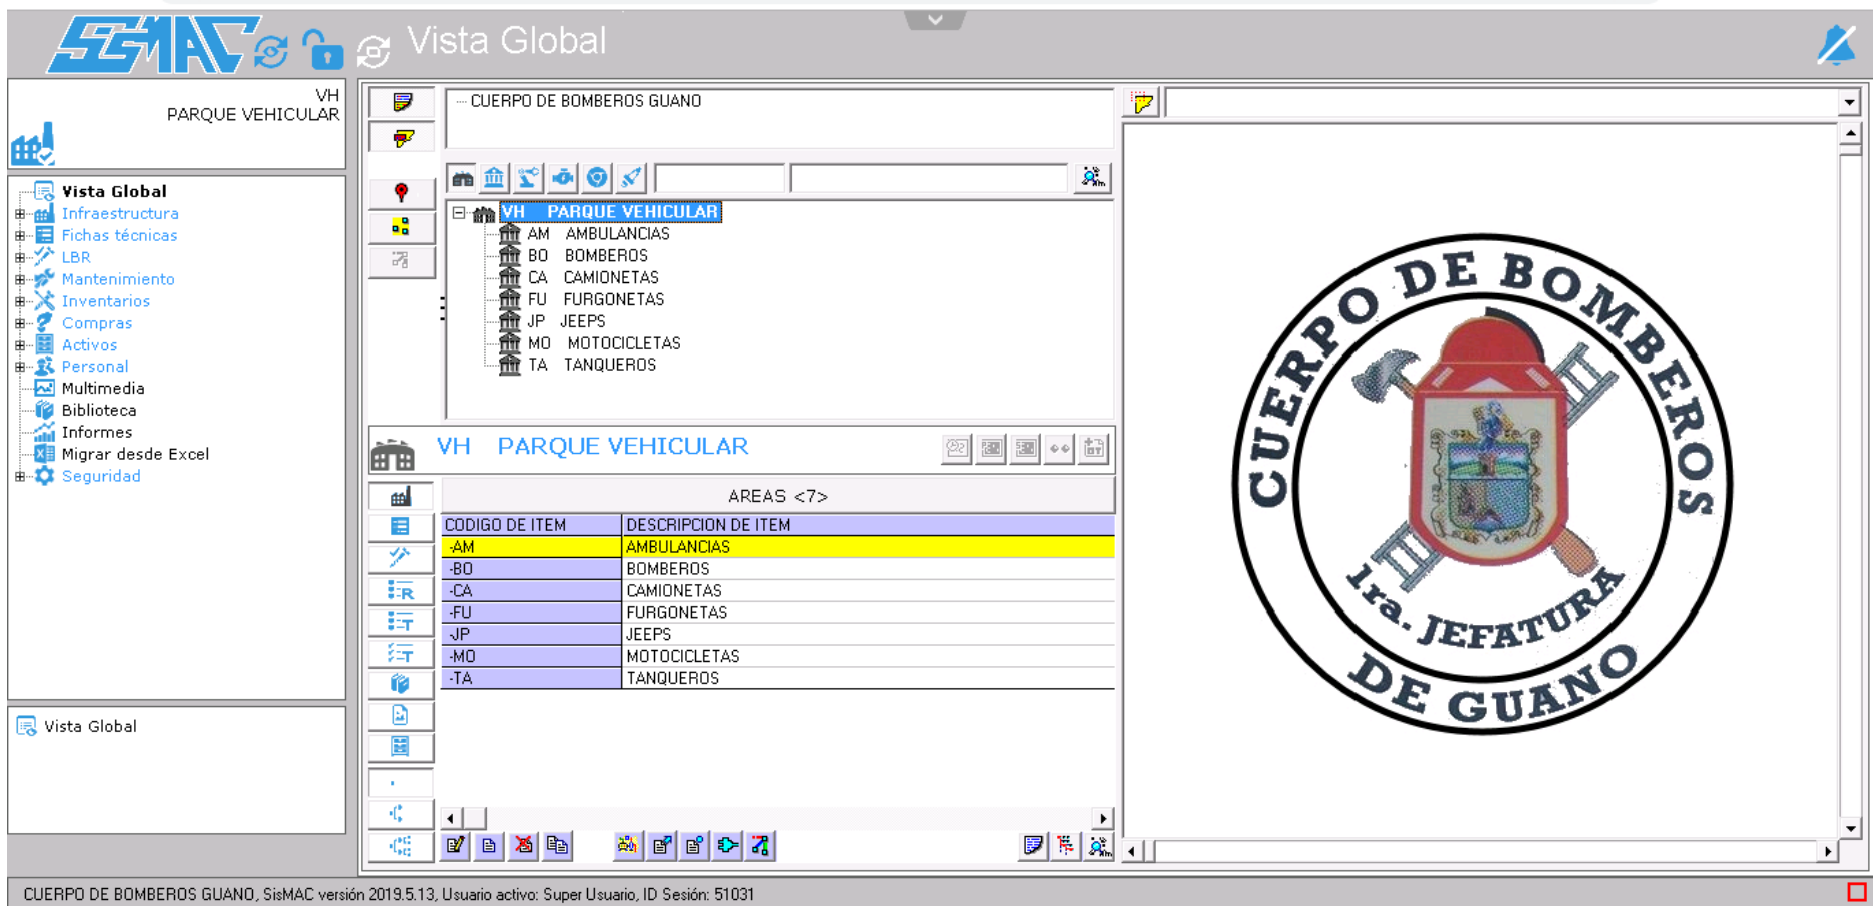 SisMAC
Vista Global
VH
PARQUE VEHICULAR
Vista Global
Infraestructura
Fichas técnicas
LBR
Mantenimiento
Inventarios
Compras
Activos
Personal
Multimedia
Biblioteca
Informes
Migrar desde Excel
Seguridad
Vista Global
CUERPO DE BOMBEROS GUANO
VH PARQUE VEHICULAR
AM AMBULANCIAS
BO BOMBEROS
CA CAMIONETAS
FU FURGONETAS
JP JEEPS
MO MOTOCICLETAS
TA TANQUEROS
VH PARQUE VEHICULAR
AREAS <7>
CODIGO DE ITEM DESCRIPCION DE ITEM
-AM AMBULANCIAS
-BO BOMBEROS
-CA CAMIONETAS
-FU FURGONETAS
-JP JEEPS
-MO MOTOCICLETAS
-TA TANQUEROS
CUERPO DE BOMBEROS
1ra. JEFATURA
DE GUANO
CUERPO DE BOMBEROS GUANO, SisMAC versión 2019.5.13, Usuario activo: Super Usuario, ID Sesión: 51031